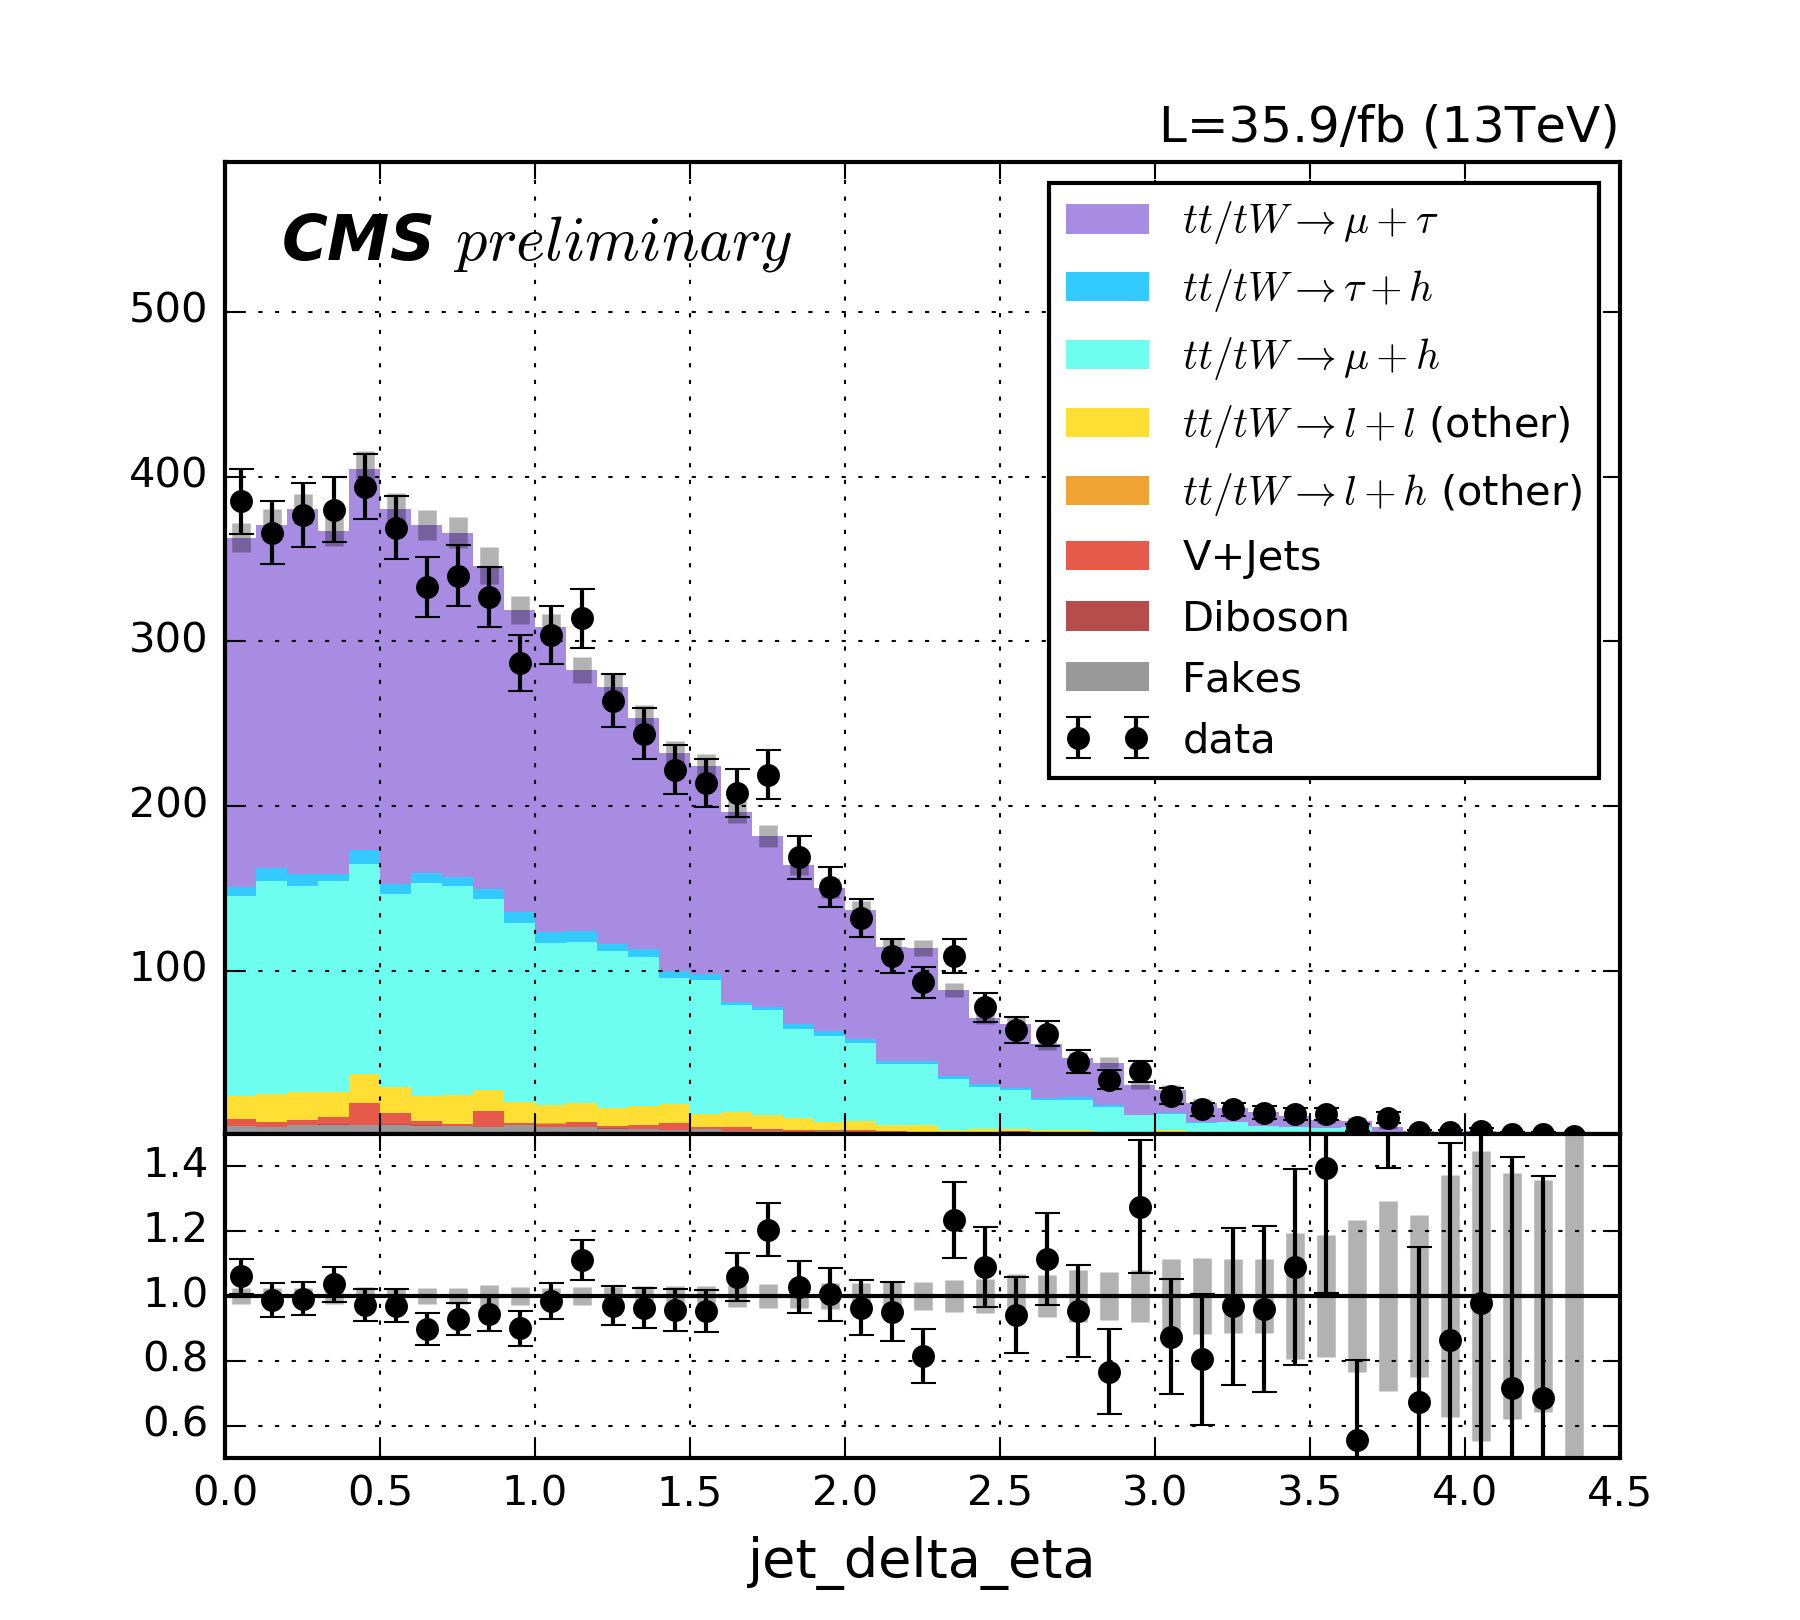 L=35.9/fb (13TeV)
CMS preliminary
tt/tW→μ+τ
tt/tW→τ+h
tt/tW→μ+h
tt/tW→l+l (other)
tt/tW→l+h (other)
V+Jets
Diboson
Fakes
data
500
400
300
200
100
1.4
1.2
1.0
0.8
0.6
0.0 0.5 1.0 1.5 2.0 2.5 3.0 3.5 4.0 4.5
jet_delta_eta